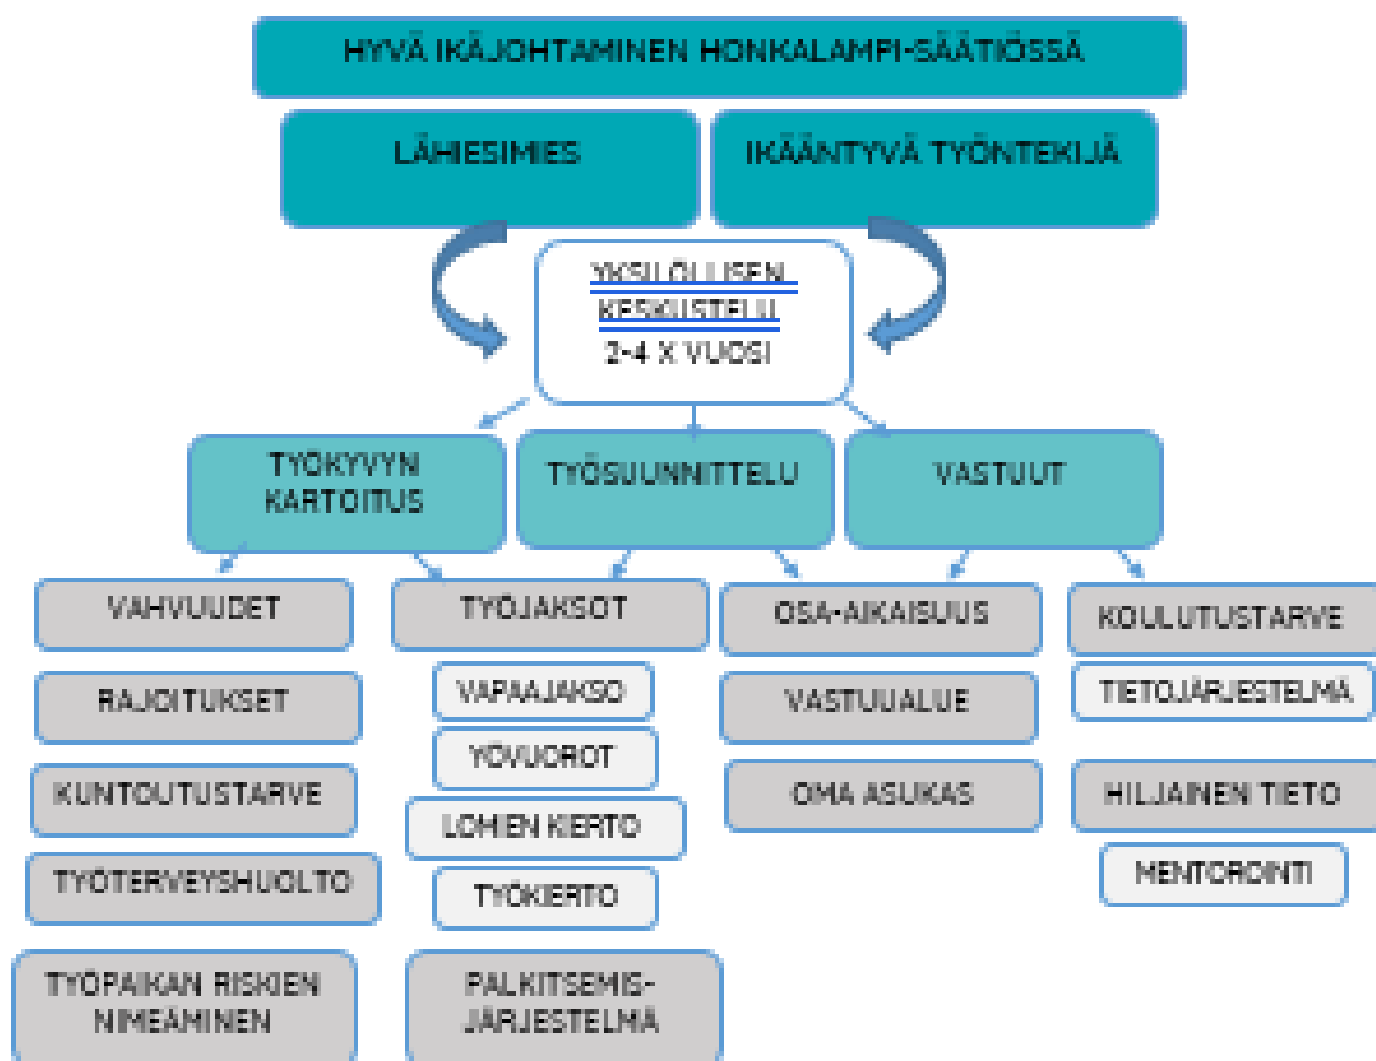 HYVÄ IKÄJOHTAMINEN HONKALAMPI-SÄÄTIÖSSÄ
LÄHIESIMIES
IKÄÄNTYVÄ TYÖNTEKIJÄ
YKSILÖLLISEN
KESKUSTELU
2-4 X VUOSI
TYÖKYVYN
KARTOITUS
TYÖSUUNNITTELU
VASTUUT
VAHVUUDET
RAJOITUKSET
KUNTOUTUSTARVE
TYÖTERVEYSHUOLTO
TYÖPAIKAN RISKIEN
NIMEÄMINEN
TYÖJAKSOT
VAPAAJAKSO
YÖVUOROT
LOMIEN KIERTO
TYÖKIERTO
PALKITSEMIS-
JÄRJESTELMÄ
OSA-AIKAISUUS
VASTUUALUE
OMA ASUKAS
KOULUTUSTARVE
TIETOJÄRJESTELMÄ
HILJAINEN TIETO
MENTOROINTI